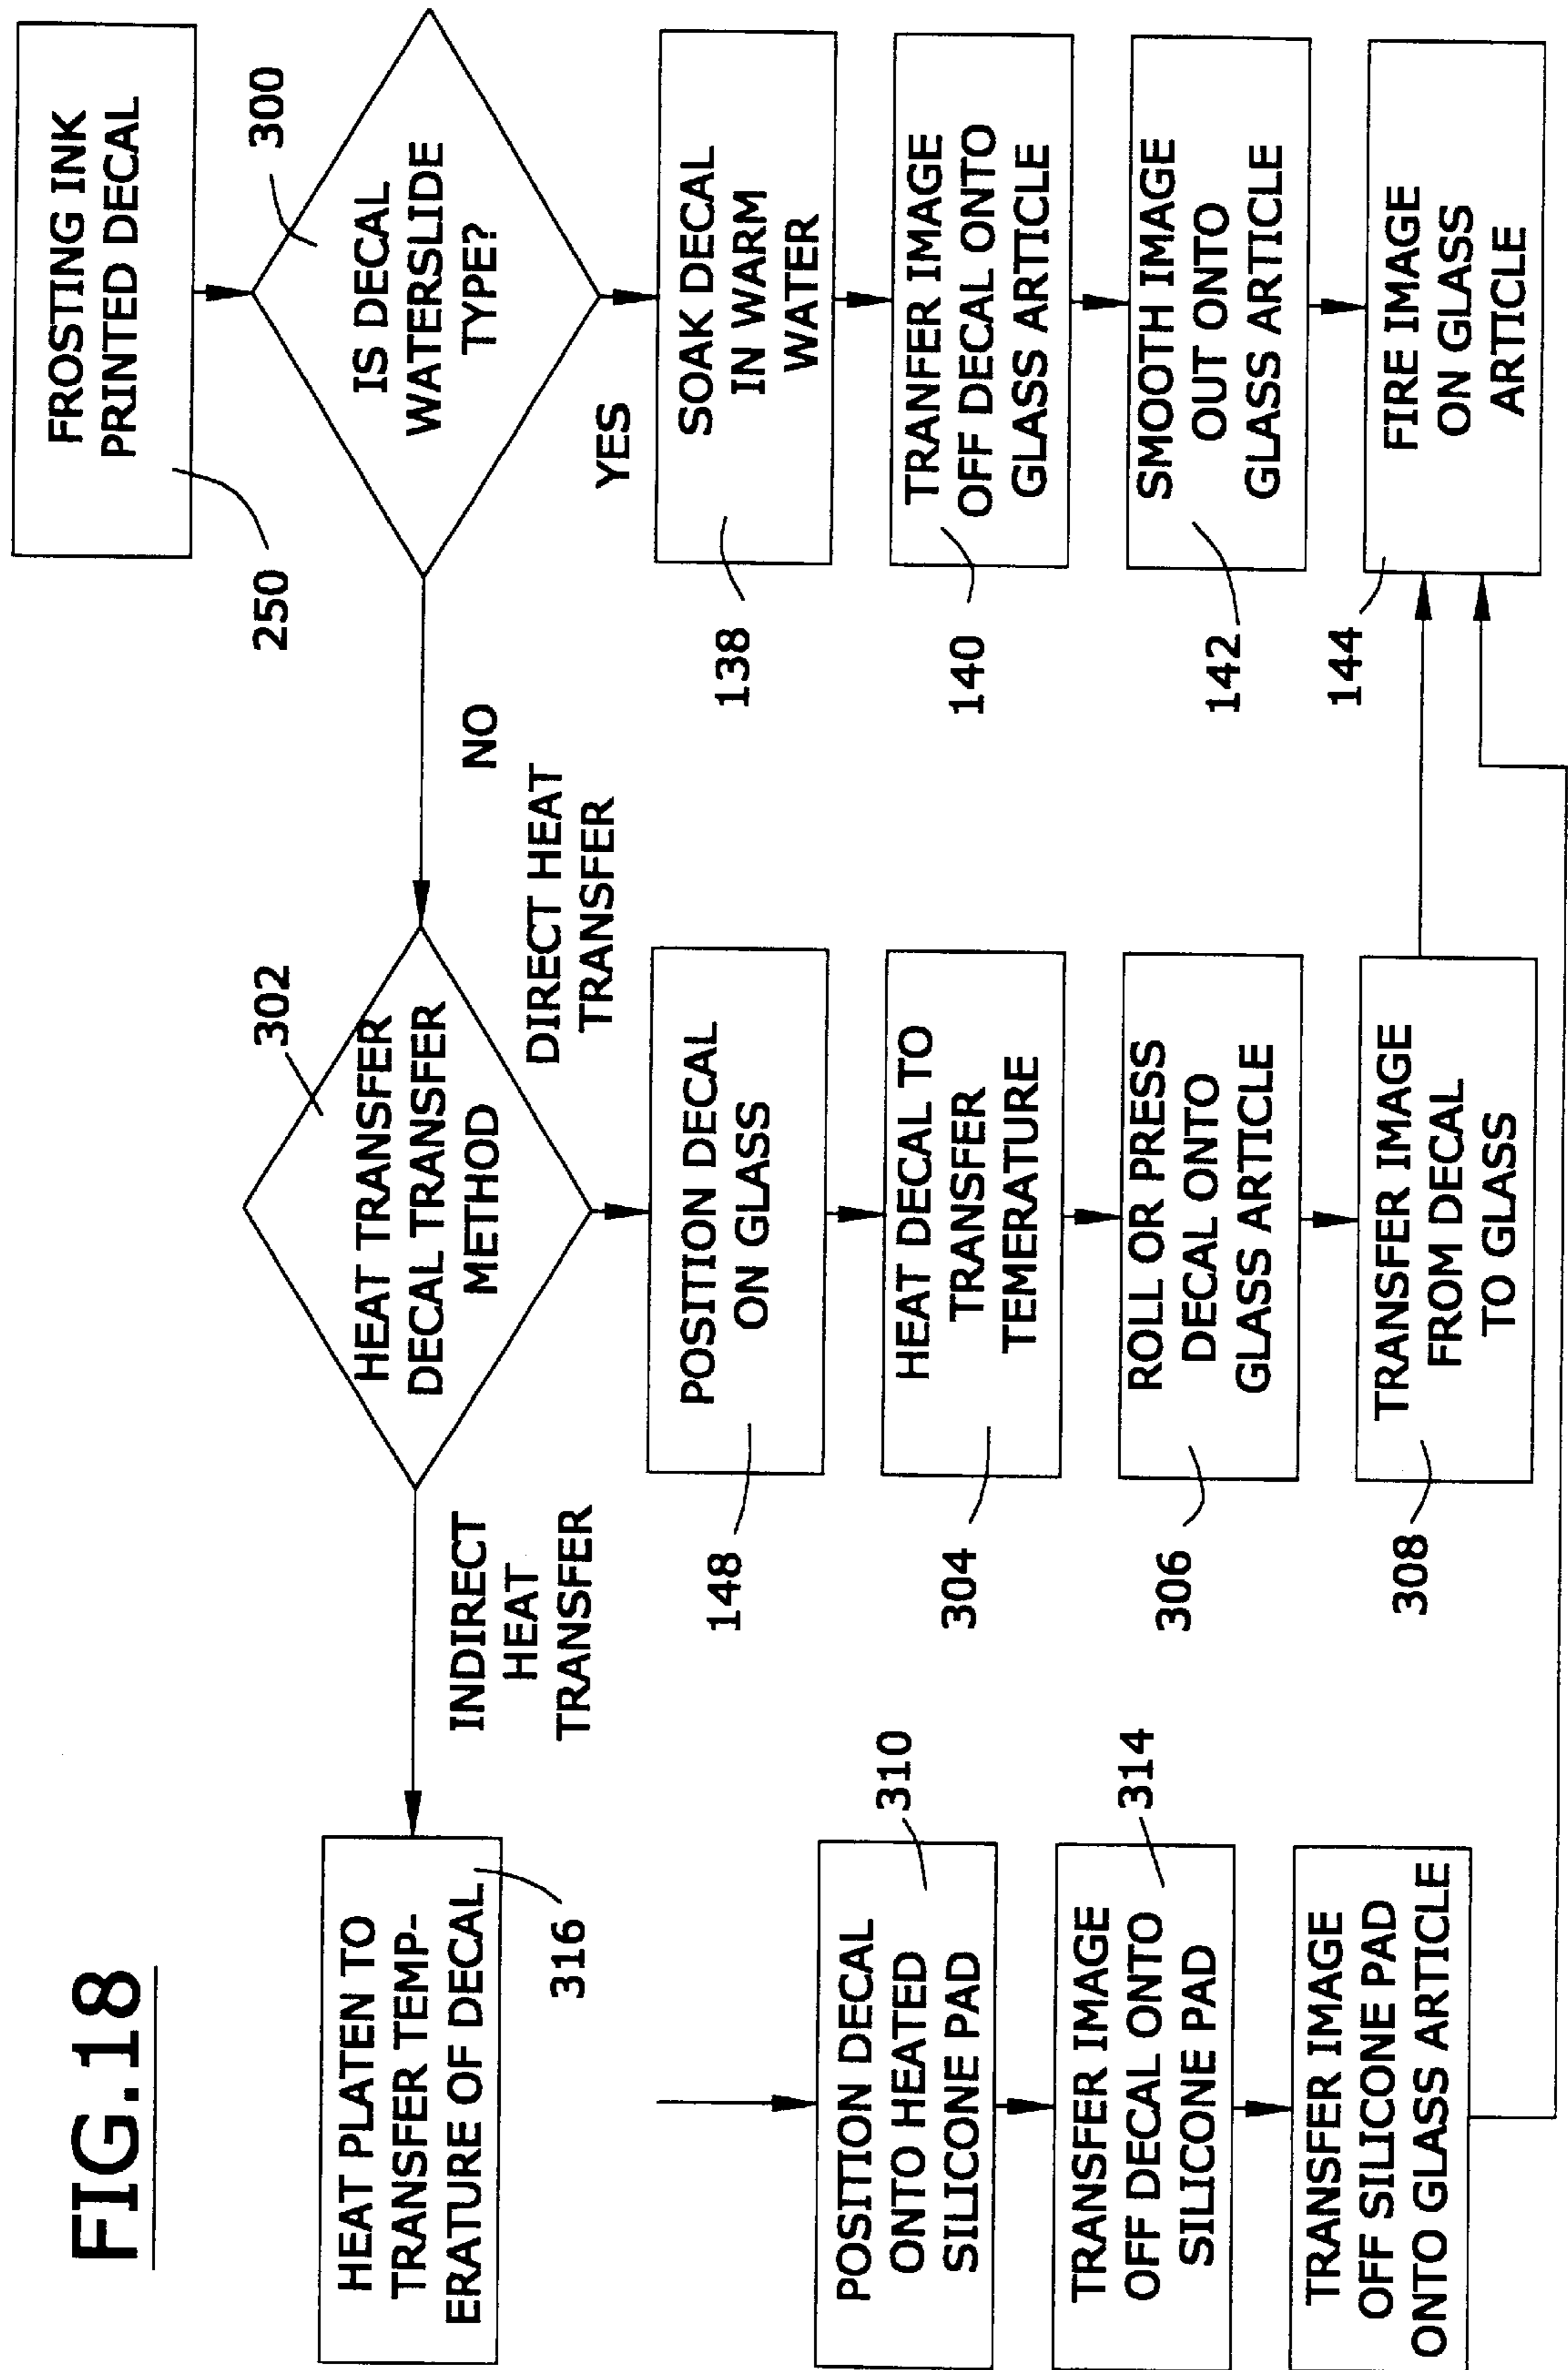 FIG.18
FROSTING INK
PRINTED DECAL
250
IS DECAL
WATERSLIDE
TYPE?
300
YES
NO
SOAK DECAL
IN WARM
WATER
138
TRANFER IMAGE
OFF DECAL ONTO
GLASS ARTICLE
140
SMOOTH IMAGE
OUT ONTO
GLASS ARTICLE
142
FIRE IMAGE
ON GLASS
ARTICLE
144
HEAT TRANSFER
DECAL TRANSFER
METHOD
302
DIRECT HEAT
TRANSFER
POSITION DECAL
ON GLASS
148
HEAT DECAL TO
TRANSFER
TEMERATURE
304
ROLL OR PRESS
DECAL ONTO
GLASS ARTICLE
306
TRANSFER IMAGE
FROM DECAL
TO GLASS
308
INDIRECT
HEAT
TRANSFER
HEAT PLATEN TO
TRANSFER TEMP-
ERATURE OF DECAL
316
POSITION DECAL
ONTO HEATED
SILICONE PAD
310
TRANSFER IMAGE
OFF DECAL ONTO
SILICONE PAD
314
TRANSFER IMAGE
OFF SILICONE PAD
ONTO GLASS ARTICLE